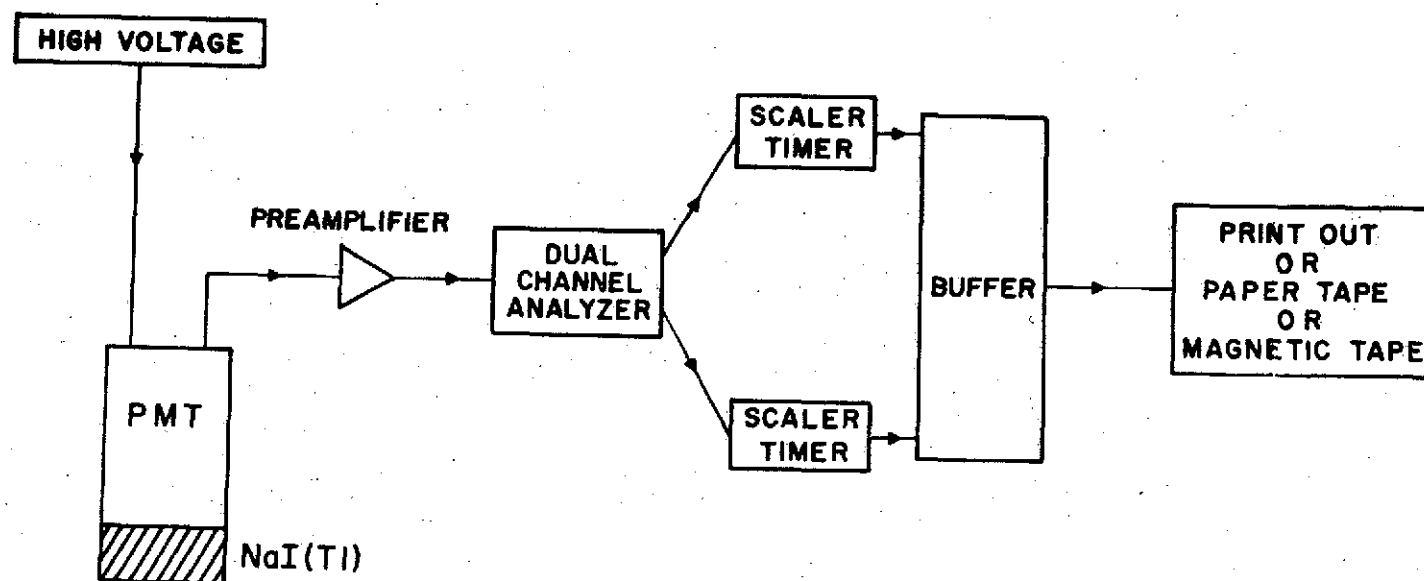 HIGH VOLTAGE
SCALER
TIMER
PREAMPLIFIER
DUAL
CHANNEL
ANALYZER
BUFFER
PRINT OUT
OR
PAPER TAPE
OR
MAGNETIC TAPE
PMT
SCALER
TIMER
NaI(Tl)